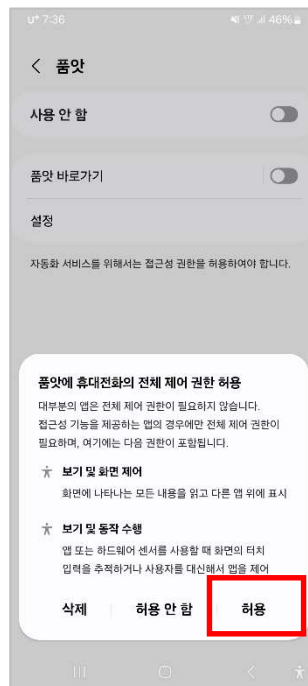 U+ 7:36
46%
< 품앗
사용 안 함
품앗 바로가기
설정
자동화 서비스를 위해서는 접근성 권한을 허용하여야 합니다.
품앗에 휴대전화의 전체 제어 권한 허용
대부분의 앱은 전체 제어 권한이 필요하지 않습니다.
접근성 기능을 제공하는 앱의 경우에만 전체 제어 권한이
필요하며, 여기에는 다음 권한이 포함됩니다.
보기 및 화면 제어
화면에 나타나는 모든 내용을 읽고 다른 앱 위에 표시
보기 및 동작 수행
앱 또는 하드웨어 센서를 사용할 때 화면의 터치
입력을 추적하거나 사용자를 대신해서 앱을 제어
삭제 허용 안 함 허용